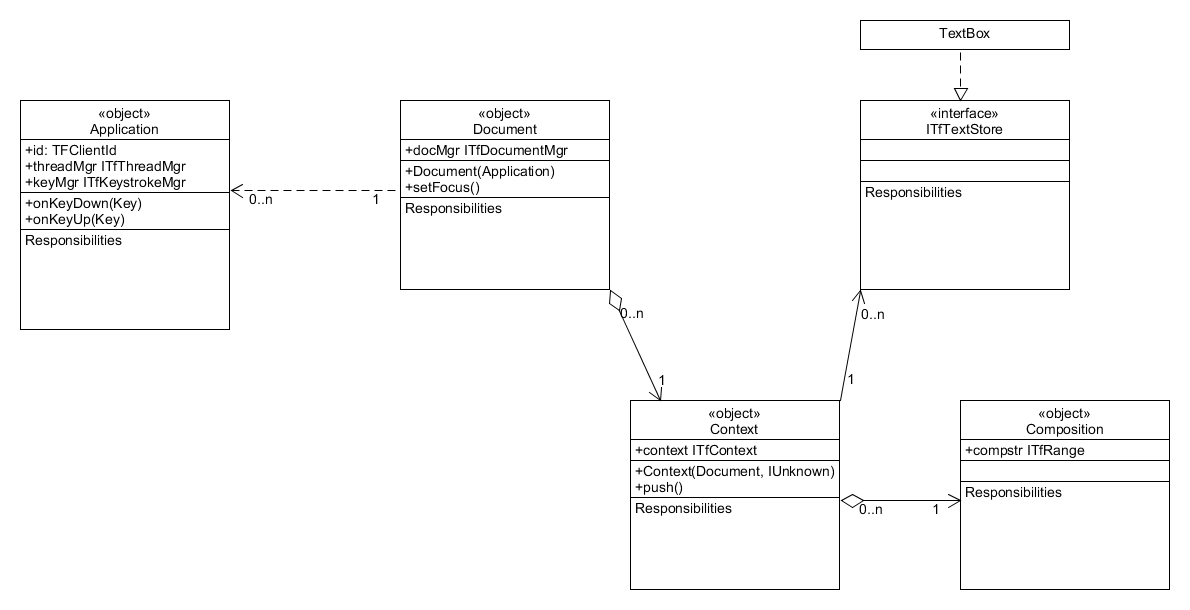 TextBox
«object»
Application
+id: TFClientId
+threadMgr ITfThreadMgr
+keyMgr ITfKeystrokeMgr
+onKeyDown(Key)
+onKeyUp(Key)
Responsibilities
0..n
1
«object»
Document
+docMgr ITfDocumentMgr
+Document(Application)
+setFocus()
Responsibilities
«interface»
ITfTextStore
Responsibilities
0..n
1
0..n
1
«object»
Context
+context ITfContext
+Context(Document, IUnknown)
+push()
Responsibilities
0..n
1
«object»
Composition
+compstr ITfRange
Responsibilities